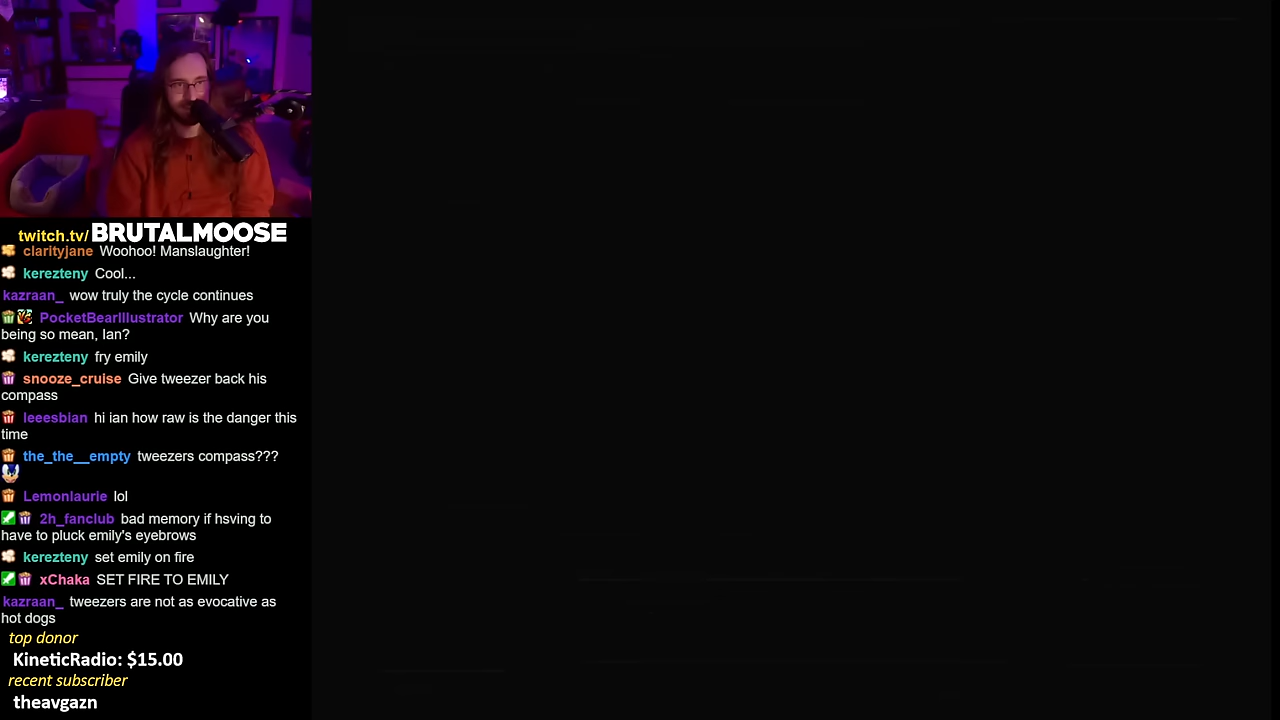 twitch.tv/BRUTALMOOSE
clarityjane Woohoo! Manslaughter!
kerezteny Cool...
kazraan_ wow truly the cycle continues
PocketBearIllustrator Why are you
being so mean, Ian?
kerezteny fry emily
snooze_cruise Give tweezer back his
compass
leeesbian hi ian how raw is the danger this
time
the_the__empty tweezers compass???
Lemonlaurie lol
2h_fanclub bad memory if hsving to
have to pluck emily's eyebrows
kerezteny set emily on fire
xChaka SET FIRE TO EMILY
kazraan_ tweezers are not as evocative as
hot dogs
top donor
KineticRadio: $15.00
recent subscriber
theavgazn